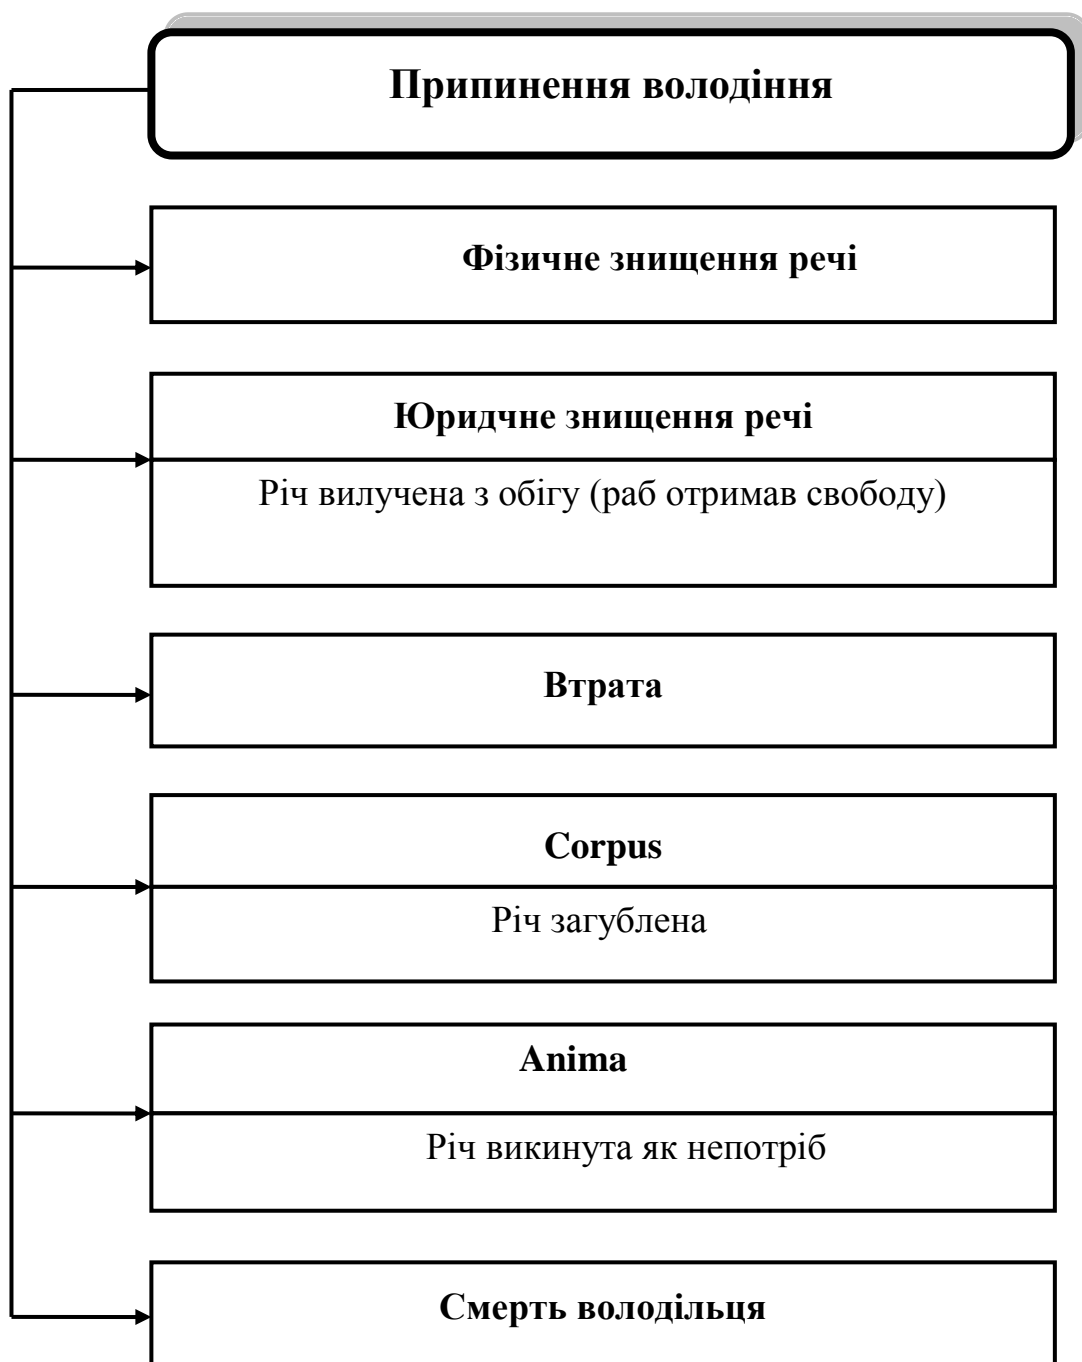 Припинення володіння
Фізичне знищення речі
Юридчне знищення речі
Річ вилучена з обігу (раб отримав свободу)
Втрата
Corpus
Річ загублена
Anima
Річ викинута як непотріб
Смерть володільця